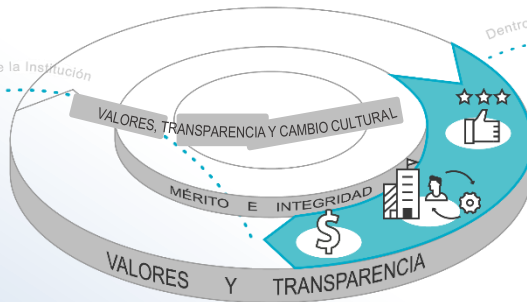 Dentro
e la Institución
VALORES, TRANSPARENCIA Y CAMBIO CULTURAL
MÉRITO E INTEGRIDAD
$
VALORES Y TRANSPARENCIA